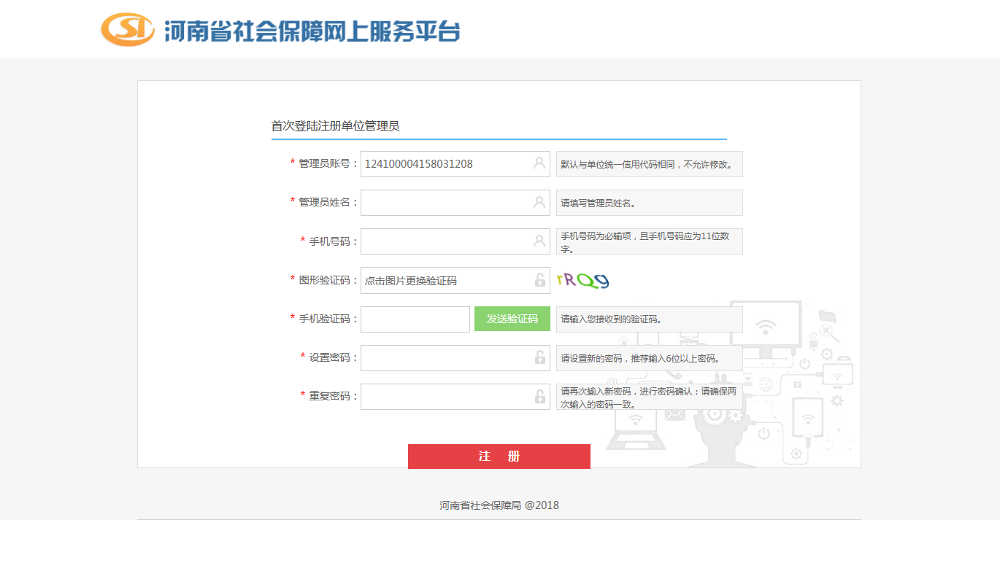 河南省社会保障网上服务平台
首次登陆注册单位管理员
* 管理员账号： 124100004158031208 默认与单位统一信用代码相同，不允许修改。
* 管理员姓名： 请填写管理员姓名。
* 手机号码： 手机号码为必输项，且手机号码应为11位数
字。
* 图形验证码： 点击图片更换验证码 rRQg
* 手机验证码： 发送验证码 请输入您接收到的验证码。
* 设置密码： 请设置新的密码，推荐输入6位以上密码。
* 重复密码： 请再次输入新密码，进行密码确认；请确保两
次输入的密码一致。
注 册
河南省社会保障局 @2018